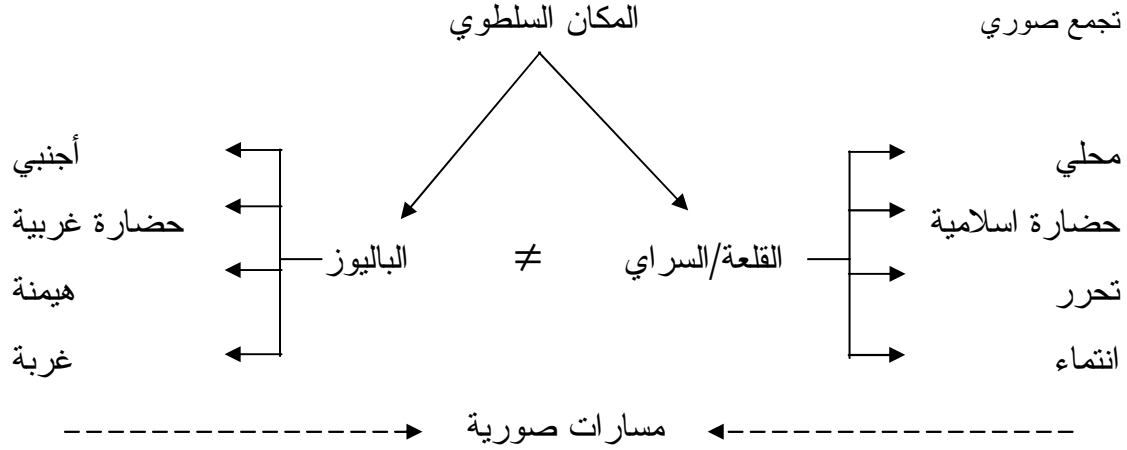 تجمع صوري المكان السلطوي
محلي أجنبي
حضارة اسلامية حضارة غربية
القلعة/السراي ≠ الباليوز
تحرر هيمنة
انتماء غربة
مسارات صورية